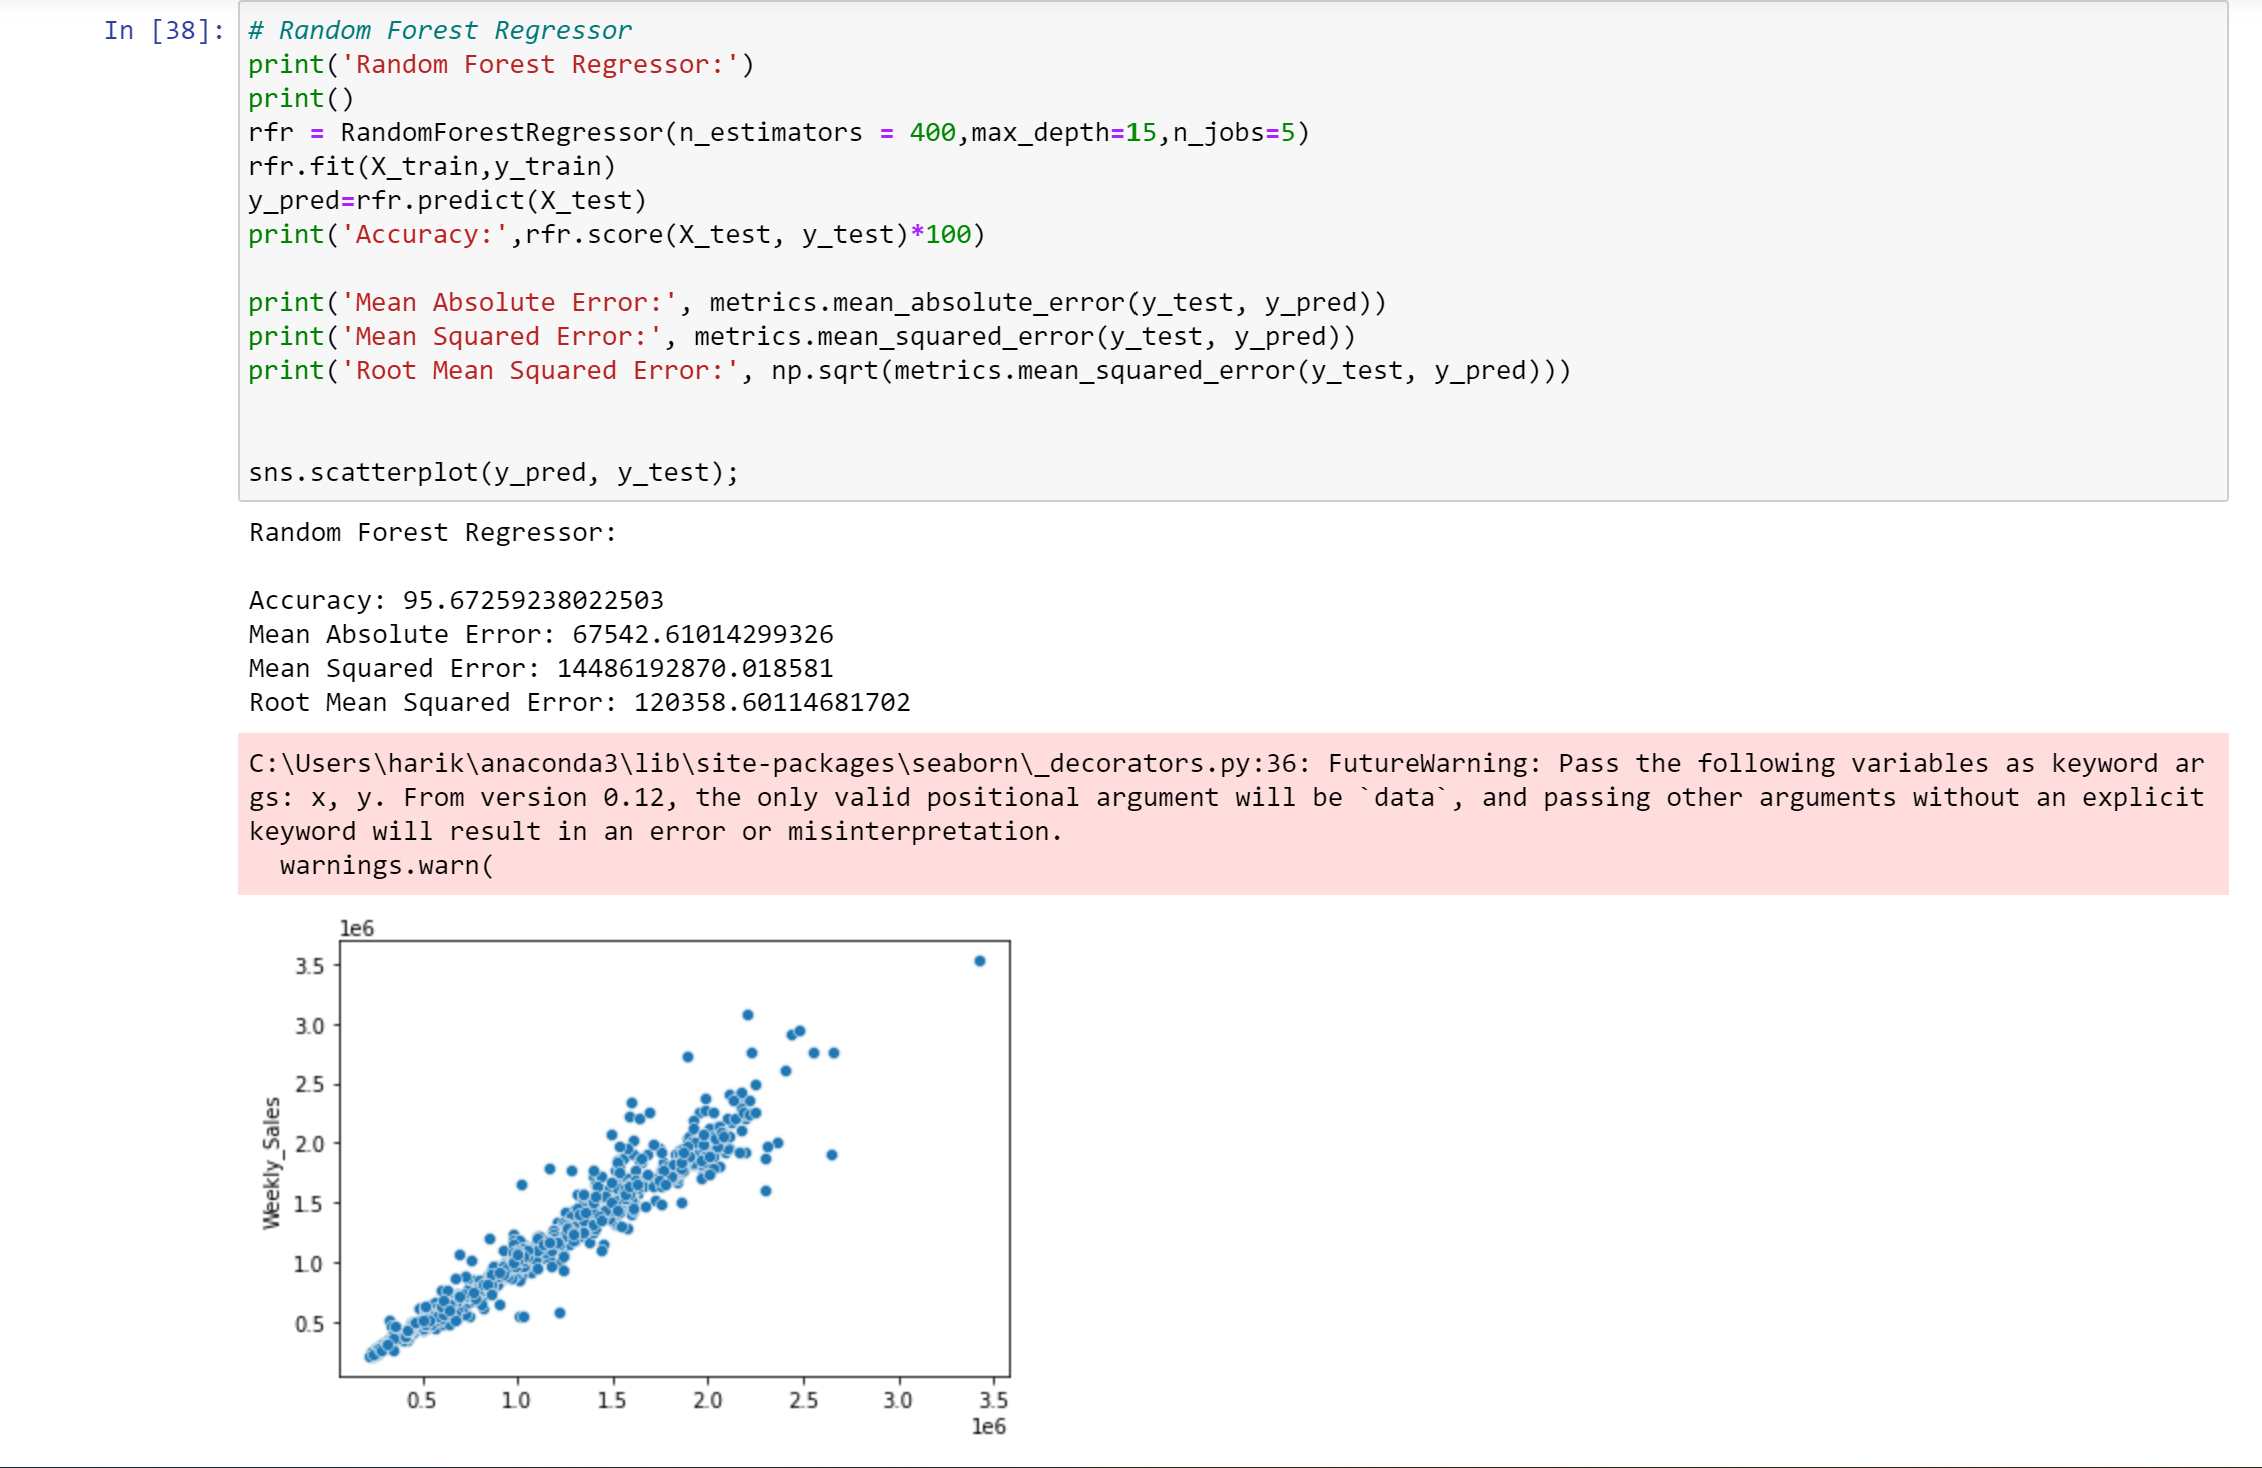 In [38]:
# Random Forest Regressor
print('Random Forest Regressor:')
print()
rfr = RandomForestRegressor(n_estimators = 400,max_depth=15,n_jobs=5)
rfr.fit(X_train,y_train)
y_pred=rfr.predict(X_test)
print('Accuracy:',rfr.score(X_test, y_test)*100)
print('Mean Absolute Error:', metrics.mean_absolute_error(y_test, y_pred))
print('Mean Squared Error:', metrics.mean_squared_error(y_test, y_pred))
print('Root Mean Squared Error:', np.sqrt(metrics.mean_squared_error(y_test, y_pred)))
sns.scatterplot(y_pred, y_test);
Random Forest Regressor:
Accuracy: 95.67259238022503
Mean Absolute Error: 67542.61014299326
Mean Squared Error: 14486192870.018581
Root Mean Squared Error: 120358.60114681702
C:\Users\harik\anaconda3\lib\site-packages\seaborn\_decorators.py:36: FutureWarning: Pass the following variables as keyword ar
gs: x, y. From version 0.12, the only valid positional argument will be `data`, and passing other arguments without an explicit
keyword will result in an error or misinterpretation.
warnings.warn(
1e6
3.5
3.0
2.5
2.0
1.5
1.0
0.5
Weekly_Sales
0.5 1.0 1.5 2.0 2.5 3.0 3.5
1e6